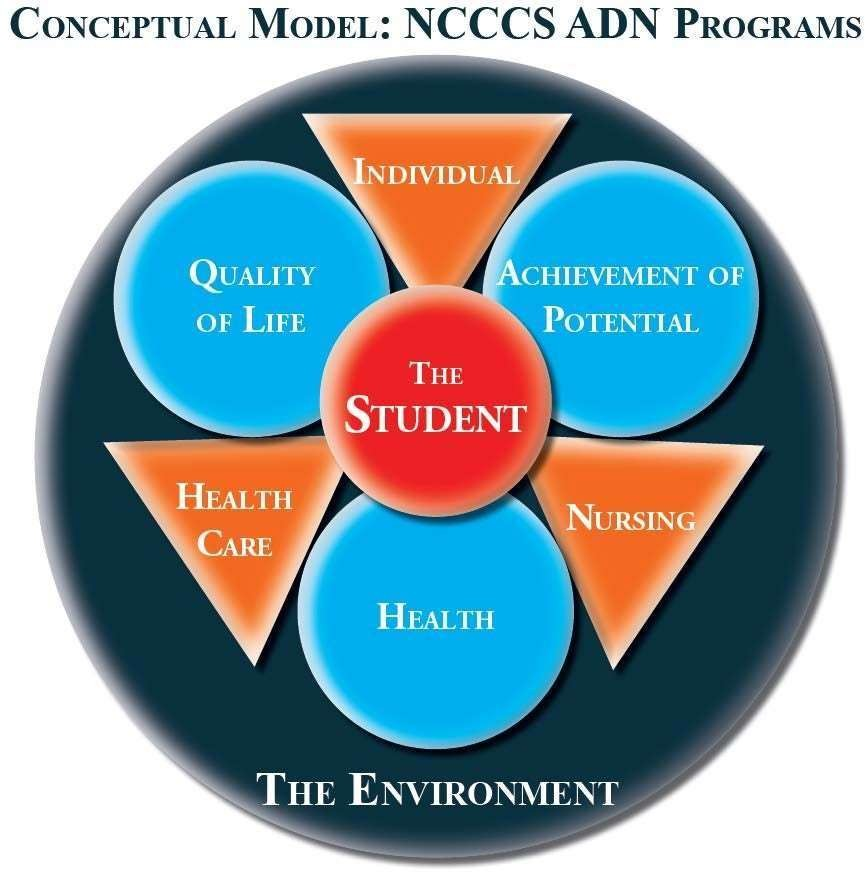 CONCEPTUAL MODEL: NCCCS ADN PROGRAMS
INDIVIDUAL
QUALITY
OF LIFE
ACHIEVEMENT OF
POTENTIAL
THE
STUDENT
HEALTH
CARE
NURSING
HEALTH
THE ENVIRONMENT